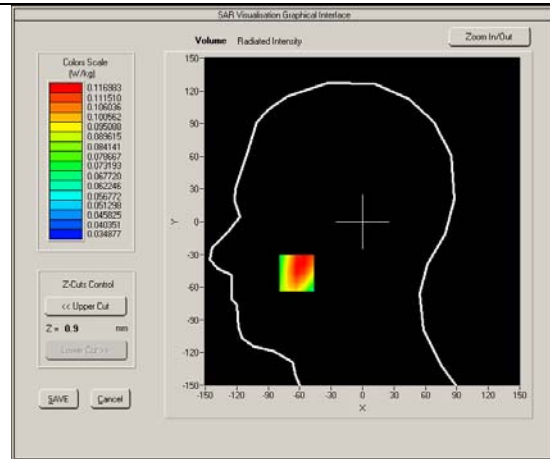 SAR Visualisation Graphical Interface
Volume Radiated Intensity
Zoom In/Out
Colors Scale
(W/kg)
0.116983
0.111510
0.106036
0.100562
0.095088
0.089615
0.084141
0.078667
0.073193
0.067720
0.062246
0.056772
0.051298
0.045825
0.040351
0.034877
Z-Cuts Control
<< Upper Cut
Z = 0.9 mm
Lower Cut >>
SAVE Cancel
150
120
90
60
30
0
-30
-60
-90
-120
-150
Y
-150 -120 -90 -60 -30 0 30 60 90 120 150
X